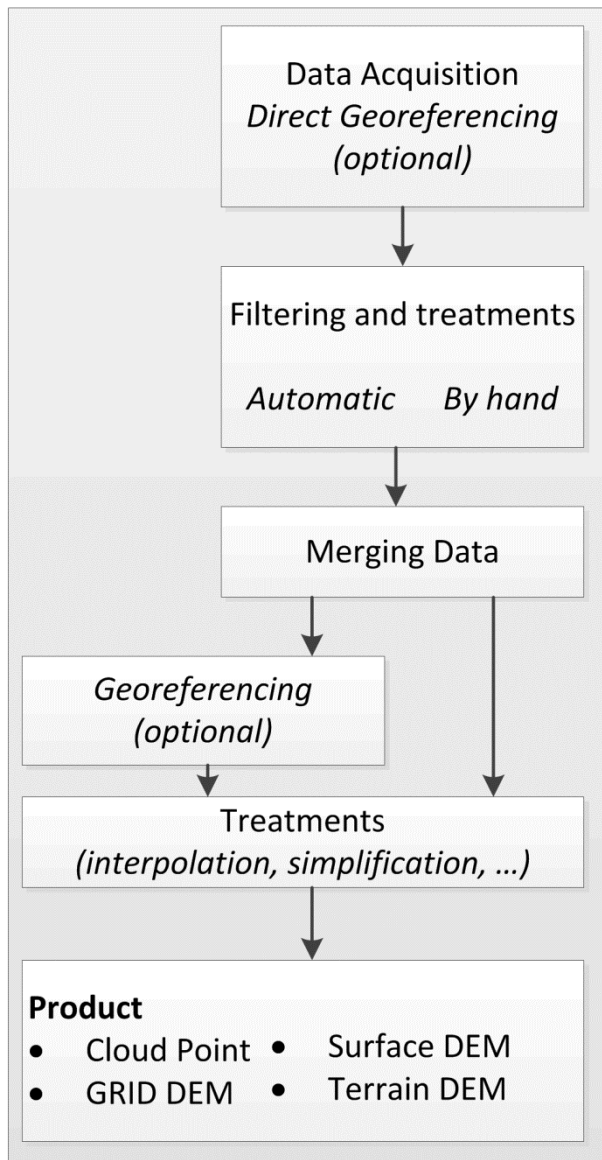 Data Acquisition
Direct Georeferencing
(optional)
Filtering and treatments
Automatic By hand
Merging Data
Georeferencing
(optional)
Treatments
(interpolation, simplification, ...)
Product
• Cloud Point • Surface DEM
• GRID DEM • Terrain DEM